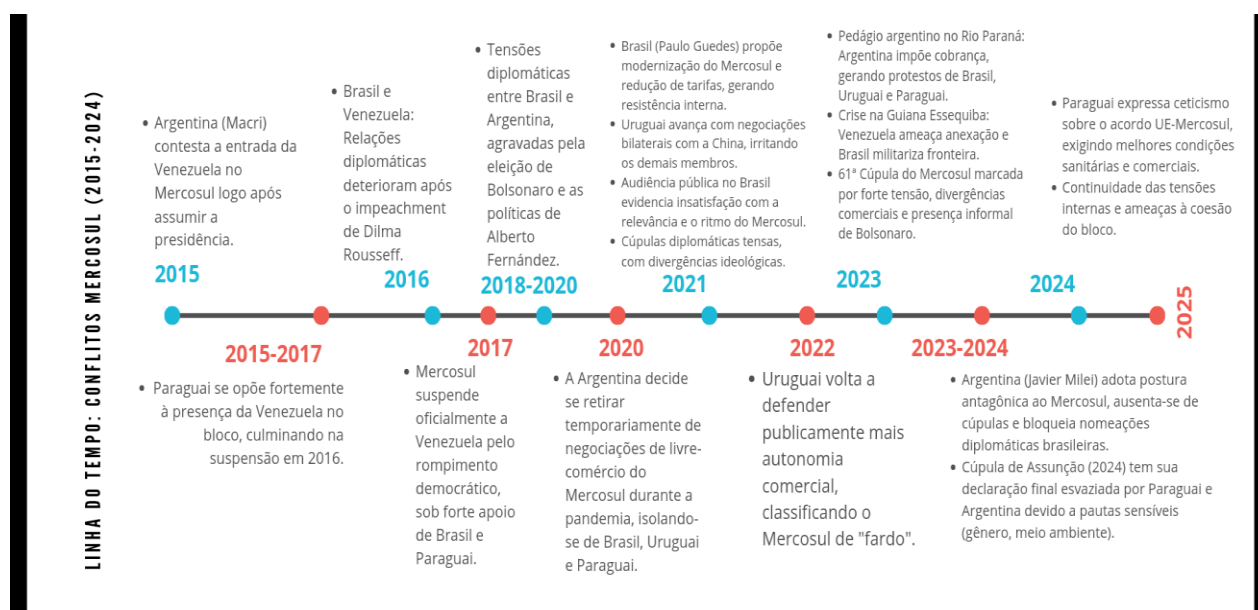 LINHA DO TEMPO: CONFLITOS MERCOSUL (2015-2024)
• Argentina (Macri)
contesta a entrada da
Venezuela no
Mercosul logo após
assumir a
presidência.
2015
• Brasil e
Venezuela:
Relações
diplomáticas
deterioram após
o impeachment
de Dilma
Rousseff.
2016
• Tensões
diplomáticas
entre Brasil e
Argentina,
agravadas pela
eleição de
Bolsonaro e as
políticas de
Alberto
Fernández.
2018-2020
• Brasil (Paulo Guedes) propõe
modernização do Mercosul e
redução de tarifas, gerando
resistência interna.
• Uruguai avança com negociações
bilaterais com a China, irritando
os demais membros.
• Audiência pública no Brasil
evidencia insatisfação com a
relevância e o ritmo do Mercosul.
• Cúpulas diplomáticas tensas,
com divergências ideológicas.
2021
• Pedágio argentino no Rio Paraná:
Argentina impõe cobrança,
gerando protestos de Brasil,
Uruguai e Paraguai.
• Crise na Guiana Essequiba:
Venezuela ameaça anexação e
Brasil militariza fronteira.
• 61ª Cúpula do Mercosul marcada
por forte tensão, divergências
comerciais e presença informal
de Bolsonaro.
2023
• Paraguai expressa ceticismo
sobre o acordo UE-Mercosul,
exigindo melhores condições
sanitárias e comerciais.
• Continuidade das tensões
internas e ameaças à coesão
do bloco.
2024
2025
2015-2017
• Paraguai se opõe fortemente
à presença da Venezuela no
bloco, culminando na
suspensão em 2016.
2017
• Mercosul
suspende
oficialmente a
Venezuela pelo
rompimento
democrático,
sob forte apoio
de Brasil e
Paraguai.
2020
• A Argentina decide
se retirar
temporariamente de
negociações de livre-
comércio do
Mercosul durante a
pandemia, isolando-
se de Brasil, Uruguai
e Paraguai.
2022
• Uruguai volta a
defender
publicamente mais
autonomia
comercial,
classificando o
Mercosul de "fardo".
2023-2024
• Argentina (Javier Milei) adota postura
antagônica ao Mercosul, ausenta-se de
cúpulas e bloqueia nomeações
diplomáticas brasileiras.
• Cúpula de Assunção (2024) tem sua
declaração final esvaziada por Paraguai e
Argentina devido a pautas sensíveis
(gênero, meio ambiente).